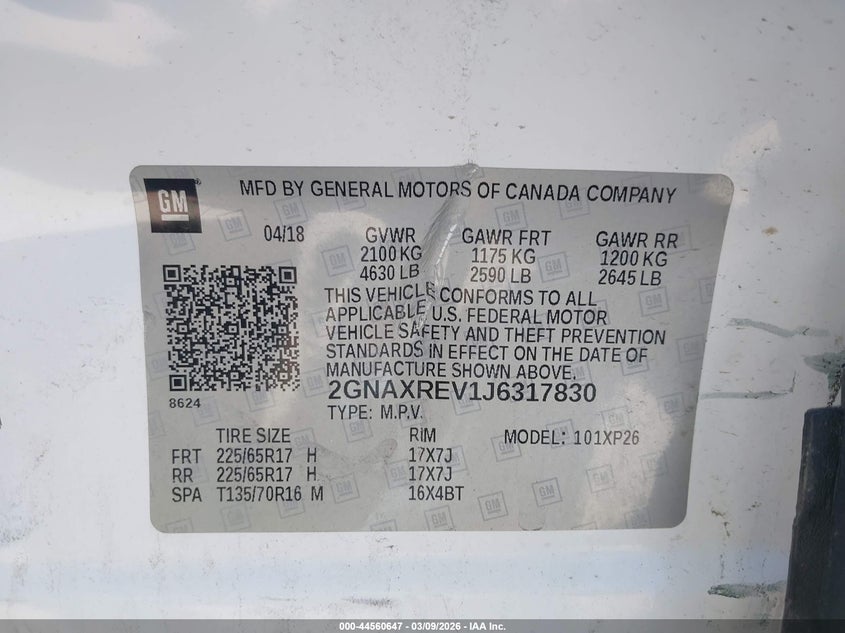 GM
MFD BY GENERAL MOTORS OF CANADA COMPANY
04/18 GVWR GAWR FRT GAWR RR
2100 KG 1175 KG 1200 KG
4630 LB 2590 LB 2645 LB
THIS VEHICLE CONFORMS TO ALL
APPLICABLE U.S. FEDERAL MOTOR
VEHICLE SAFETY AND THEFT PREVENTION
STANDARDS IN EFFECT ON THE DATE OF
MANUFACTURE SHOWN ABOVE.
8624
2GNAXREV1J6317830
TYPE: M.P.V.
TIRE SIZE RIM MODEL: 101XP26
FRT 225/65R17 H 17X7J
RR 225/65R17 H 17X7J
SPA T135/70R16 M 16X4BT
000-44560647 - 03/09/2026 - IAA Inc.